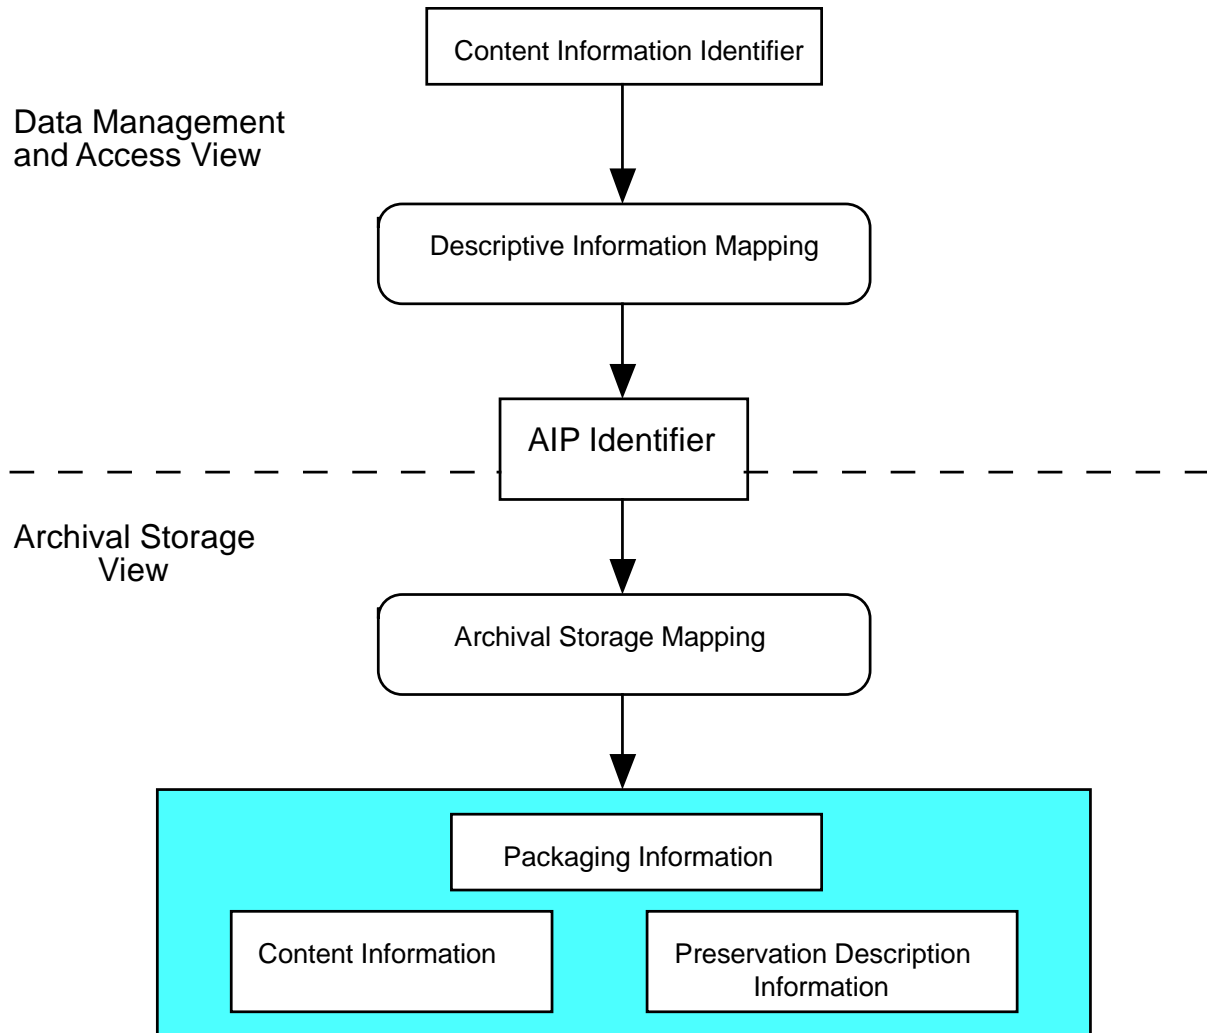 Content Information Identifier
Data Management
and Access View
Descriptive Information Mapping
AIP Identifier
Archival Storage
View
Archival Storage Mapping
Packaging Information
Content Information
Preservation Description
Information